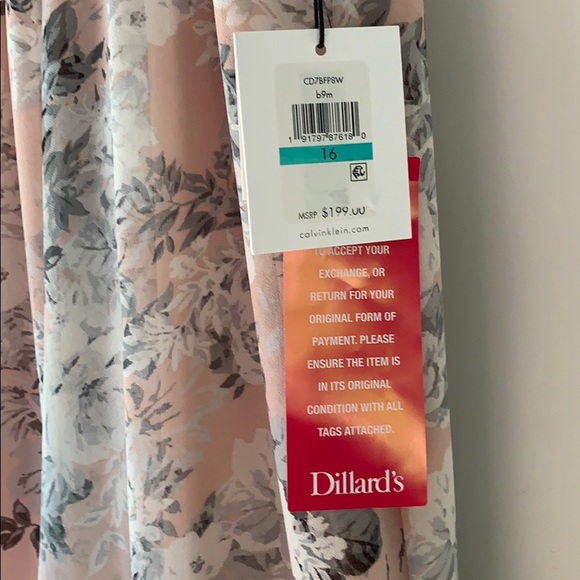 CD7BFPBW
b9m
1 91797 87618 0
16
MSRP $199.00
calvinklein.com
TO ACCEPT YOUR
EXCHANGE, OR
RETURN FOR YOUR
ORIGINAL FORM OF
PAYMENT. PLEASE
ENSURE THE ITEM IS
IN ITS ORIGINAL
CONDITION WITH ALL
TAGS ATTACHED.
Dillard's